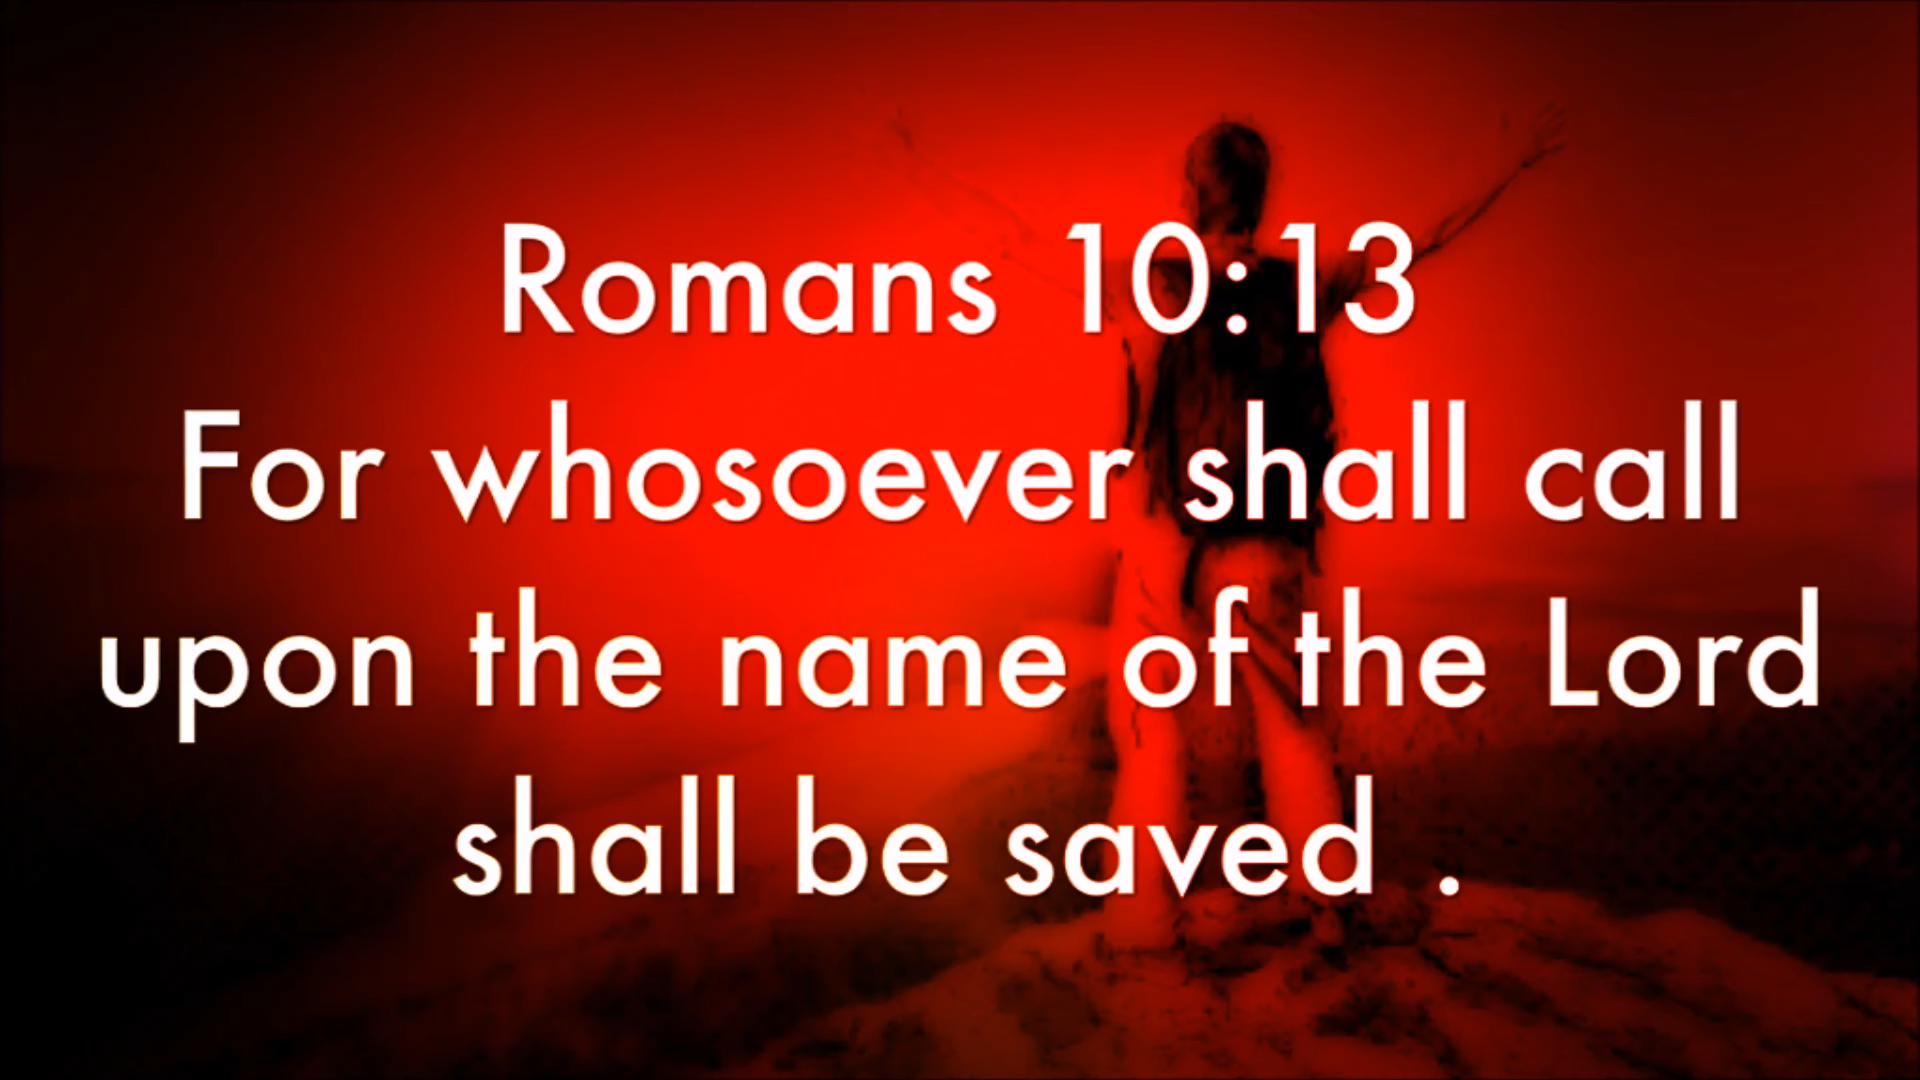 Romans 10:13
For whosoever shall call
upon the name of the Lord
shall be saved .